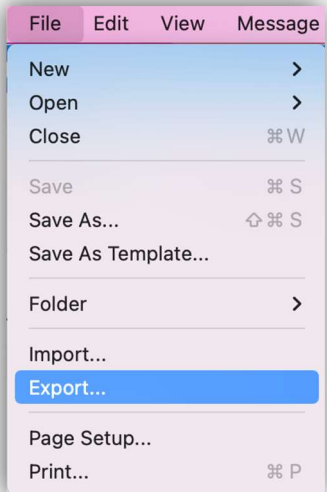 File Edit View Message
New
Open
Close ⌘ W
Save ⌘ S
Save As... ⇧ ⌘ S
Save As Template...
Folder
Import...
Export...
Page Setup...
Print... ⌘ P